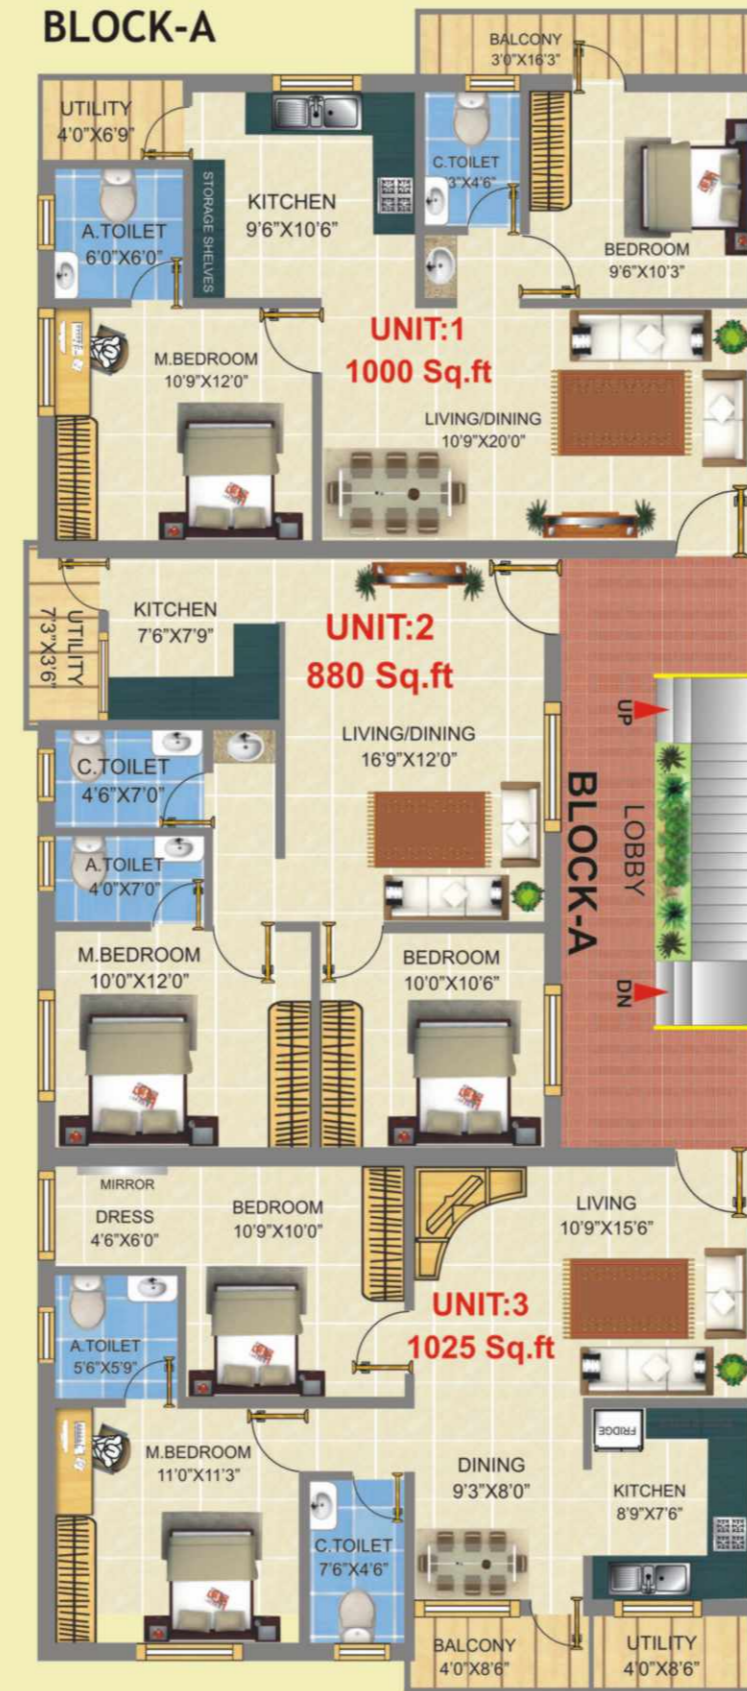 BLOCK-A
BALCONY
3'0"X16'3"
UTILITY
4'0"X6'9"
A.TOILET
6'0"X6'0"
STORAGE SHELVES
KITCHEN
9'6"X10'6"
C.TOILET
BEDROOM
9'6"X10'3"
UNIT:1
1000 Sq.ft
M.BEDROOM
10'9"X12'0"
LIVING/DINING
10'9"X20'0"
UTILITY
7'3"X3'6"
KITCHEN
7'6"X7'9"
UNIT:2
880 Sq.ft
LIVING/DINING
16'9"X12'0"
C.TOILET
4'6"X7'0"
A.TOILET
4'0"X7'0"
M.BEDROOM
10'0"X12'0"
BEDROOM
10'0"X10'6"
UP
LOBBY
BLOCK-A
DN
MIRROR
DRESS
4'6"X6'0"
BEDROOM
10'9"X10'0"
LIVING
10'9"X15'6"
UNIT:3
1025 Sq.ft
A.TOILET
5'6"X5'9"
M.BEDROOM
11'0"X11'3"
C.TOILET
7'6"X4'6"
DINING
9'3"X8'0"
FRIDGE
KITCHEN
8'9"X7'6"
BALCONY
4'0"X8'6"
UTILITY
4'0"X8'6"